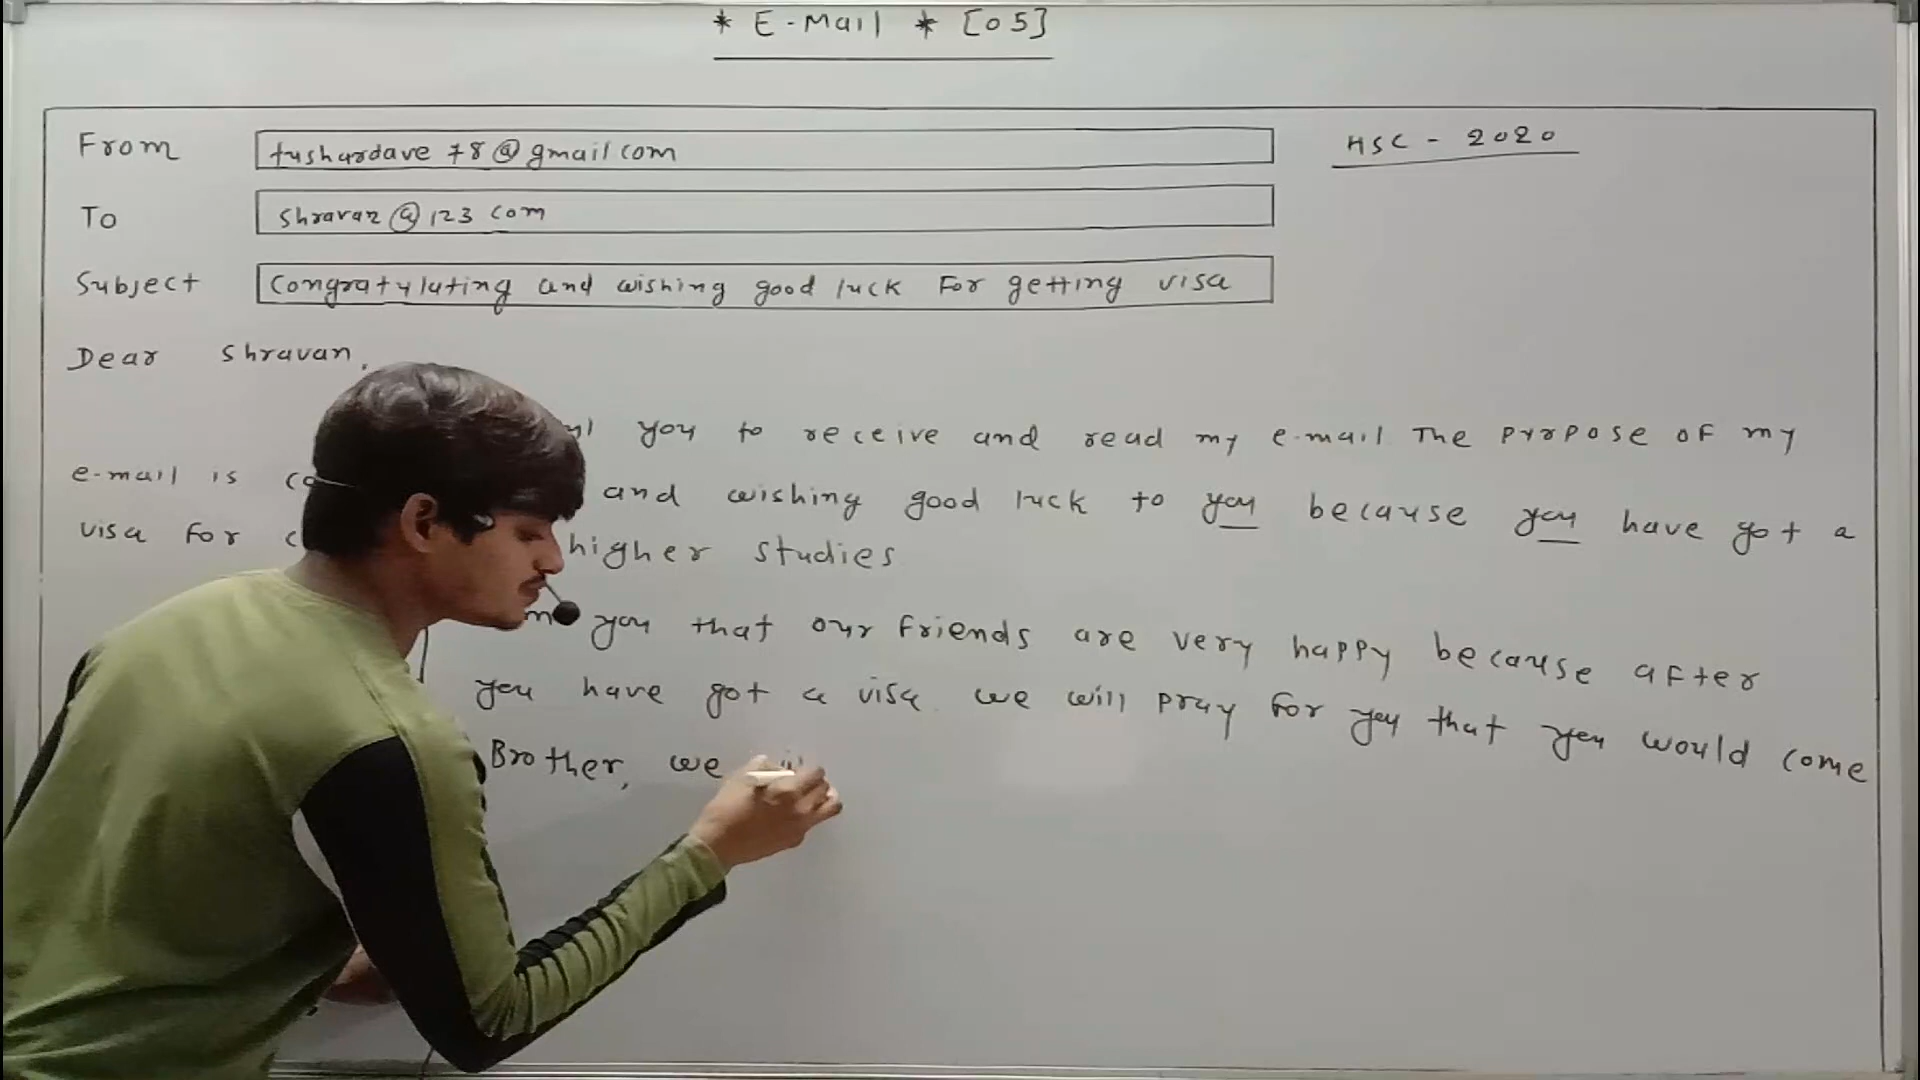 * E-Mail * [05]
HSC - 2020
From tushardave78@gmail.com
To Shravan@123.com
Subject Congratulating and wishing good luck For getting visa
Dear Shravan,
you to receive and read my e-mail. The purpose of my
e-mail is and wishing good luck to you because you have got a
visa For higher studies
you that our friends are very happy because after
you have got a visa. we will pray for you that you would come
Brother, we